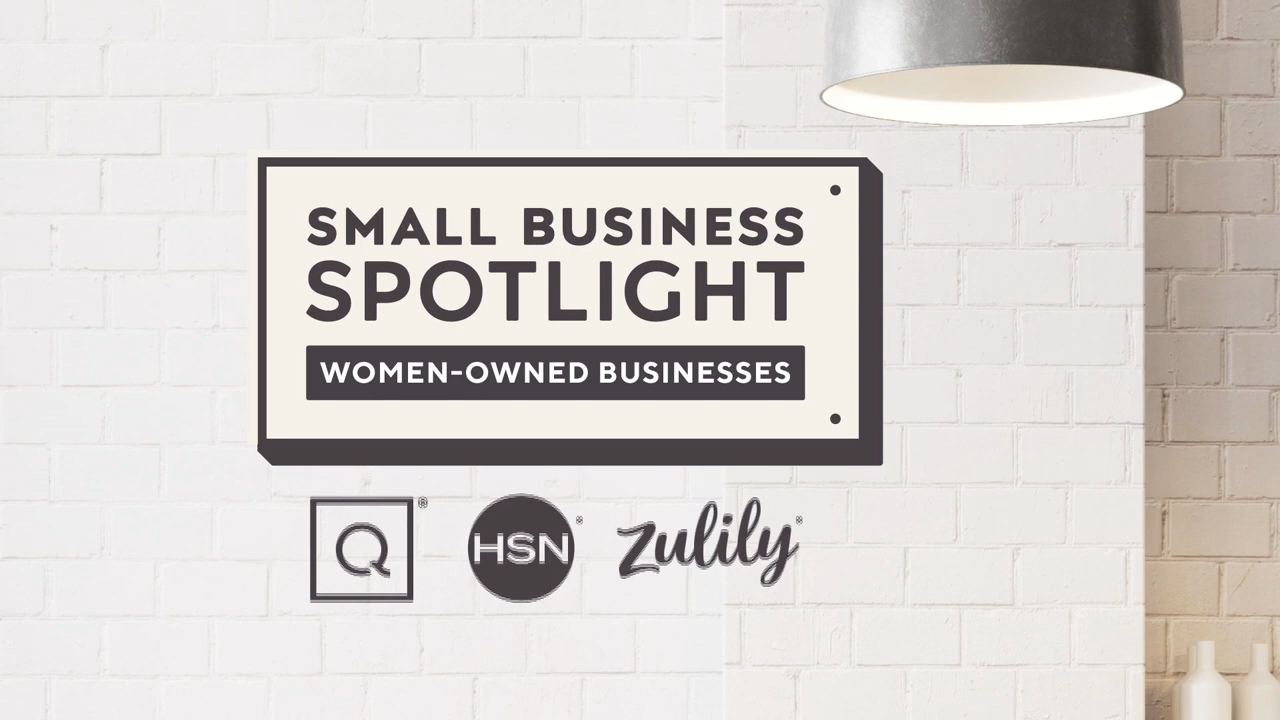 SMALL BUSINESS
SPOTLIGHT
WOMEN-OWNED BUSINESSES
Q® HSN® zulily®